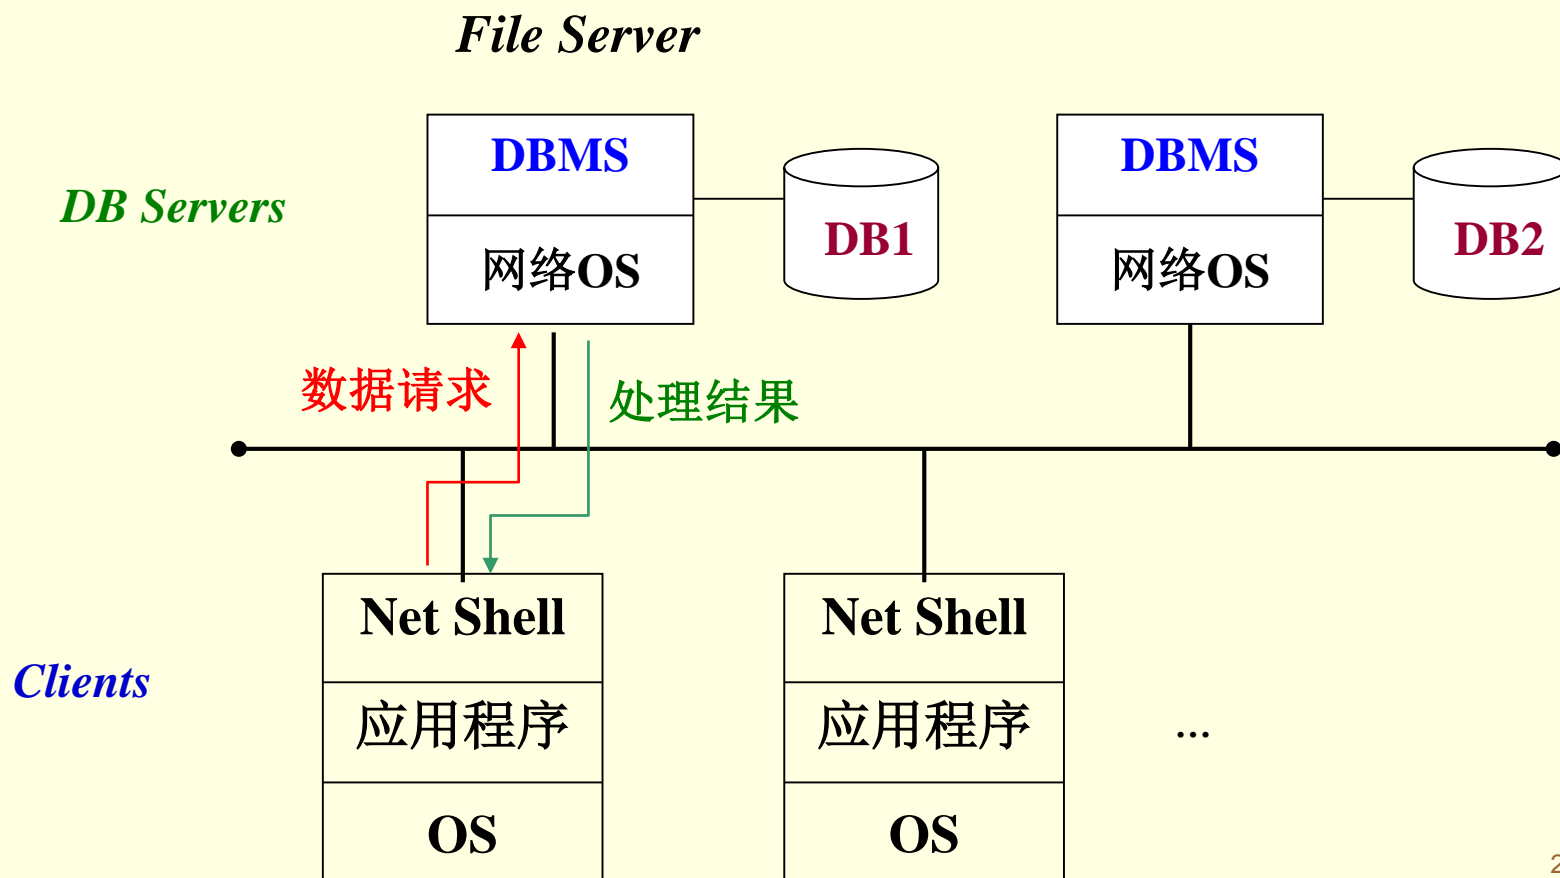 File Server
DBMS
DBMS
DB Servers
DB1
DB2
网络OS
网络OS
数据请求
处理结果
Net Shell
Net Shell
Clients
应用程序
应用程序
...
OS
OS
2